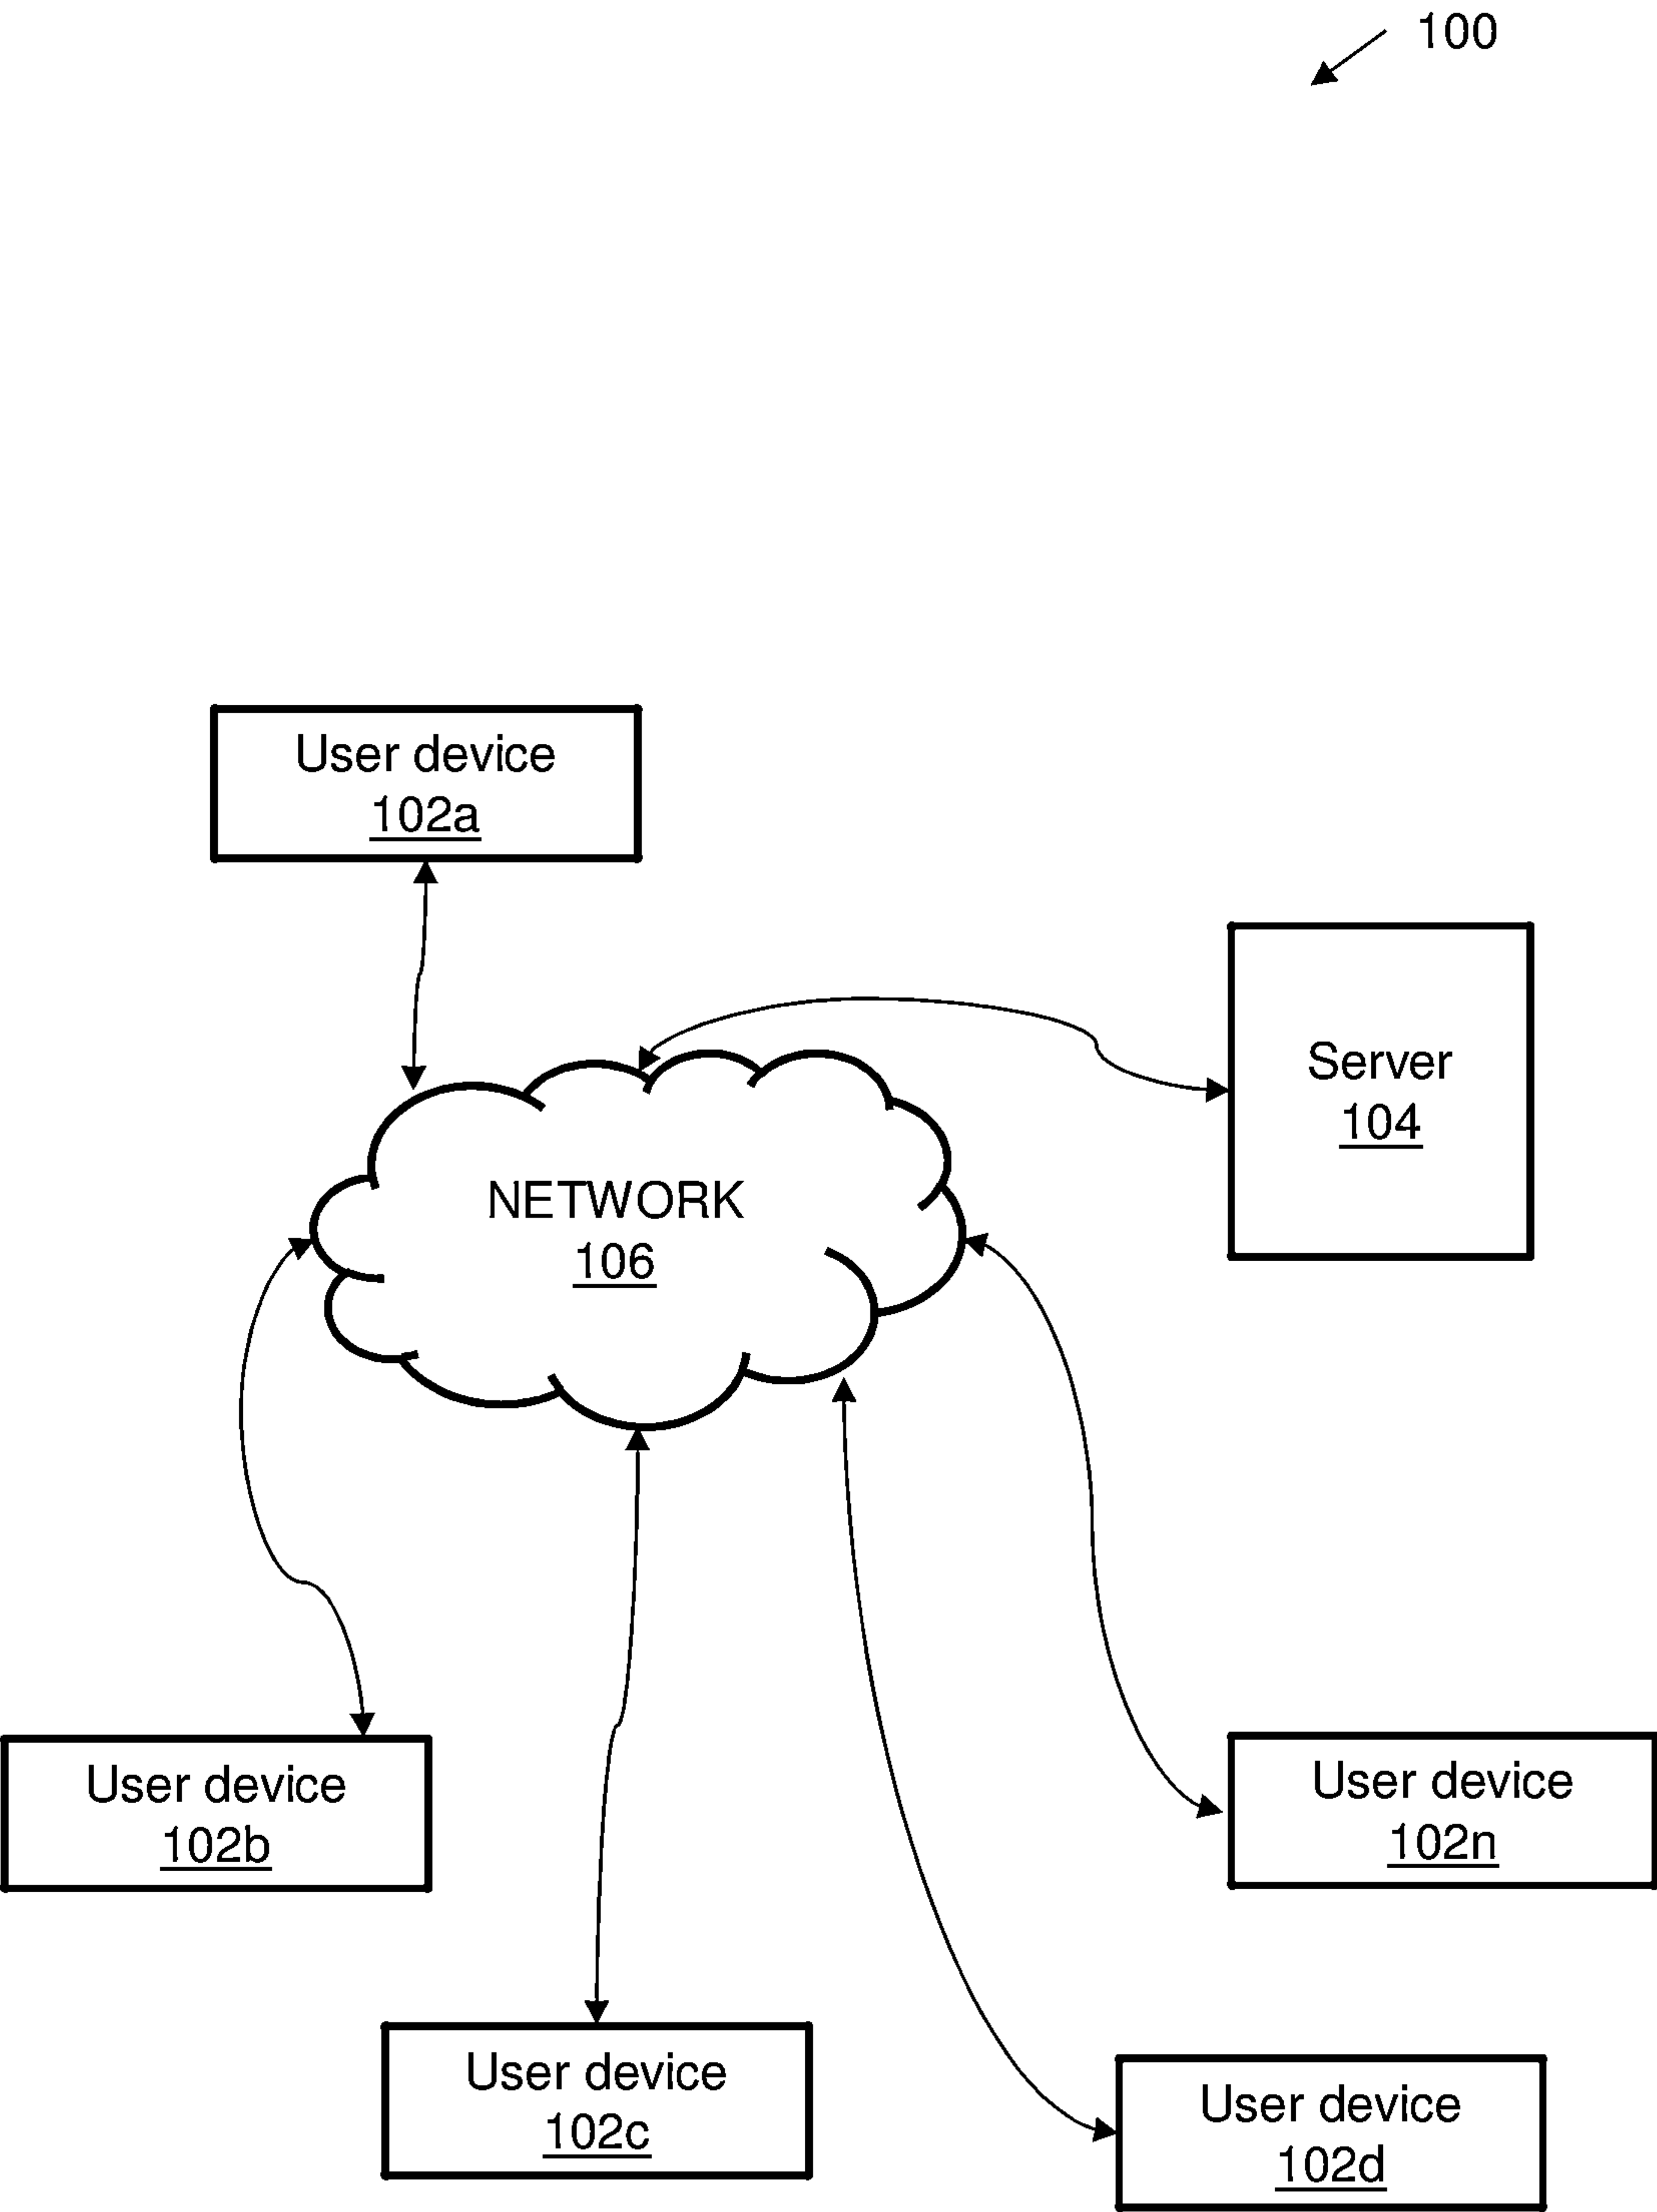 100
User device
102a
Server
104
NETWORK
106
User device
102b
User device
102n
User device
102c
User device
102d